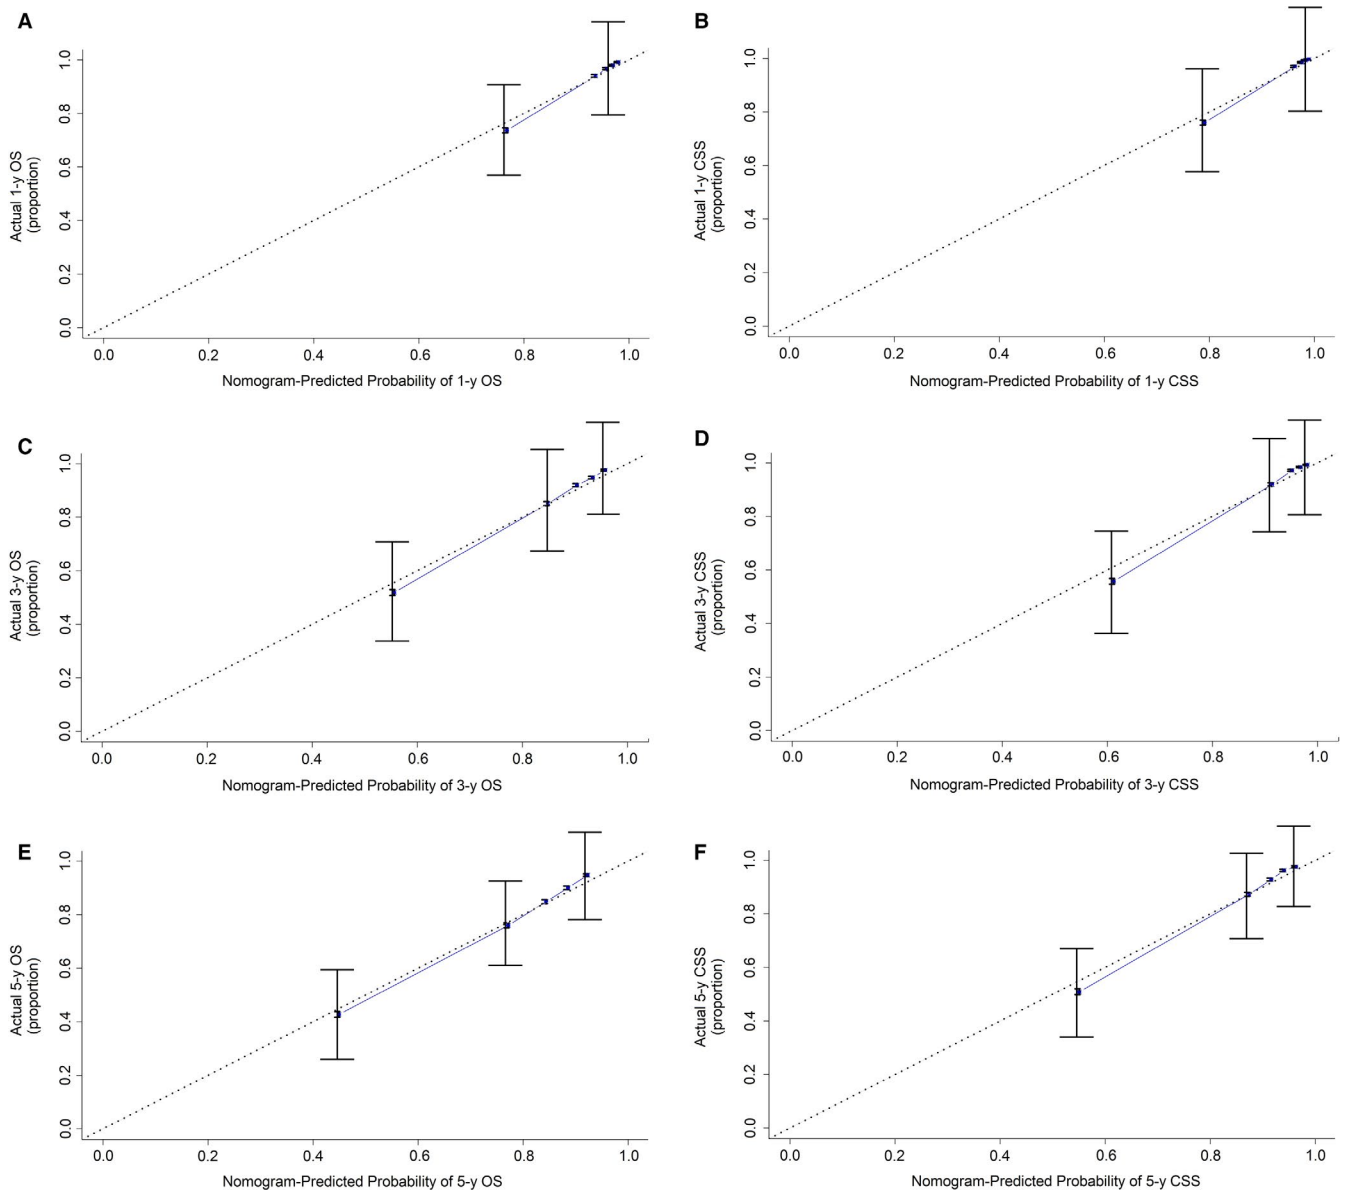 A
1.0
0.8
0.6
0.4
0.2
0.0
Actual 1-y OS
(proportion)
0.0 0.2 0.4 0.6 0.8 1.0
Nomogram-Predicted Probability of 1-y OS
B
1.0
0.8
0.6
0.4
0.2
0.0
Actual 1-y CSS
(proportion)
0.0 0.2 0.4 0.6 0.8 1.0
Nomogram-Predicted Probability of 1-y CSS
C
1.0
0.8
0.6
0.4
0.2
0.0
Actual 3-y OS
(proportion)
0.0 0.2 0.4 0.6 0.8 1.0
Nomogram-Predicted Probability of 3-y OS
D
1.0
0.8
0.6
0.4
0.2
0.0
Actual 3-y CSS
(proportion)
0.0 0.2 0.4 0.6 0.8 1.0
Nomogram-Predicted Probability of 3-y CSS
E
1.0
0.8
0.6
0.4
0.2
0.0
Actual 5-y OS
(proportion)
0.0 0.2 0.4 0.6 0.8 1.0
Nomogram-Predicted Probability of 5-y OS
F
1.0
0.8
0.6
0.4
0.2
0.0
Actual 5-y CSS
(proportion)
0.0 0.2 0.4 0.6 0.8 1.0
Nomogram-Predicted Probability of 5-y CSS